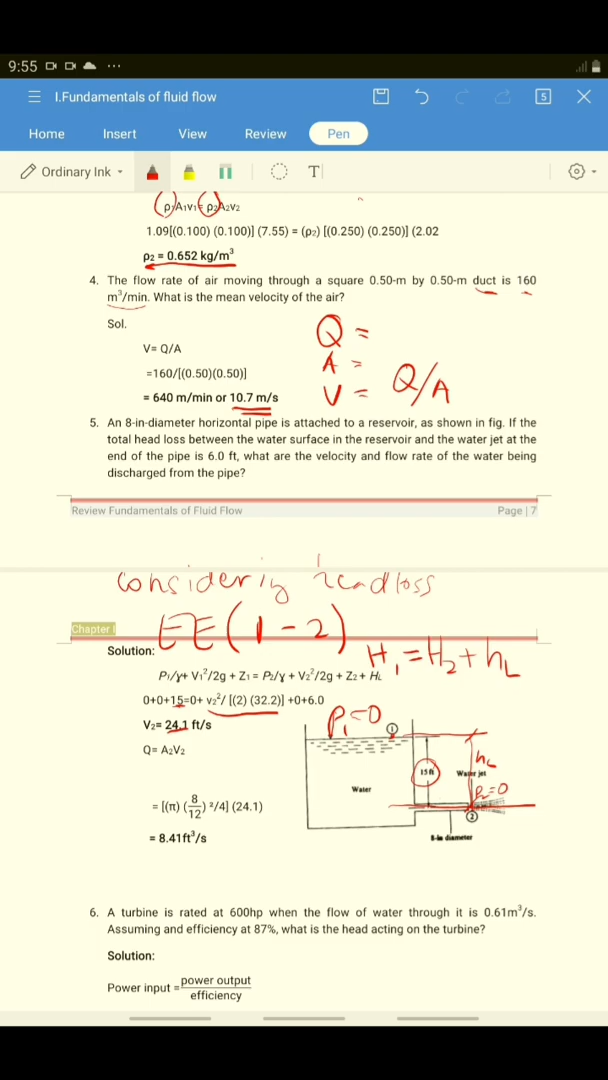 9:55 ...
I.Fundamentals of fluid flow 5
Home Insert View Review Pen
Ordinary Ink T
ρ₁A₁V₁= ρ₂A₂V₂
1.09[(0.100) (0.100)] (7.55) = (ρ₂) [(0.250) (0.250)] (2.02
ρ₂ = 0.652 kg/m³
4. The flow rate of air moving through a square 0.50-m by 0.50-m duct is 160
m³/min. What is the mean velocity of the air?
Sol.
V= Q/A
=160/[(0.50)(0.50)]
= 640 m/min or 10.7 m/s
Q =
A =
V = Q/A
5. An 8-in-diameter horizontal pipe is attached to a reservoir, as shown in fig. If the
total head loss between the water surface in the reservoir and the water jet at the
end of the pipe is 6.0 ft, what are the velocity and flow rate of the water being
discharged from the pipe?
Review Fundamentals of Fluid Flow Page | 7
Considering headloss
Chapter I
EE (1 - 2)
H₁ = H₂ + hL
Solution:
P₁/γ+ V₁²/2g + Z₁ = P₂/γ + V₂²/2g + Z₂ + HL
0+0+15=0+ v₂²/ [(2) (32.2)] +0+6.0
V₂= 24.1 ft/s
Q= A₂V₂
= [(π) (8/12) ²/4] (24.1)
= 8.41ft³/s
P₁=0
1
hL
15 ft
Water jet
Water
P₂=0
2
8-in diameter
6. A turbine is rated at 600hp when the flow of water through it is 0.61m³/s.
Assuming and efficiency at 87%, what is the head acting on the turbine?
Solution:
Power input = power output / efficiency